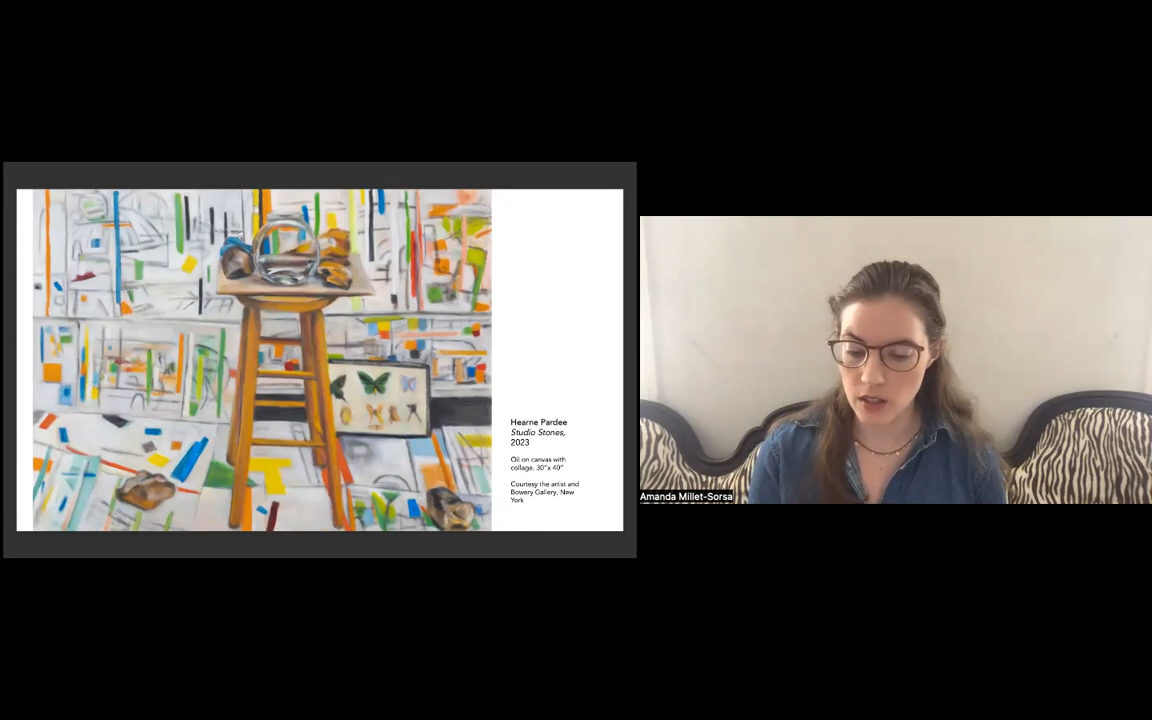 Hearne Pardee
Studio Stones,
2023
Oil on canvas with
collage, 30"x 40"
Courtesy the artist and
Bowery Gallery, New
York
Amanda Millet-Sorsa